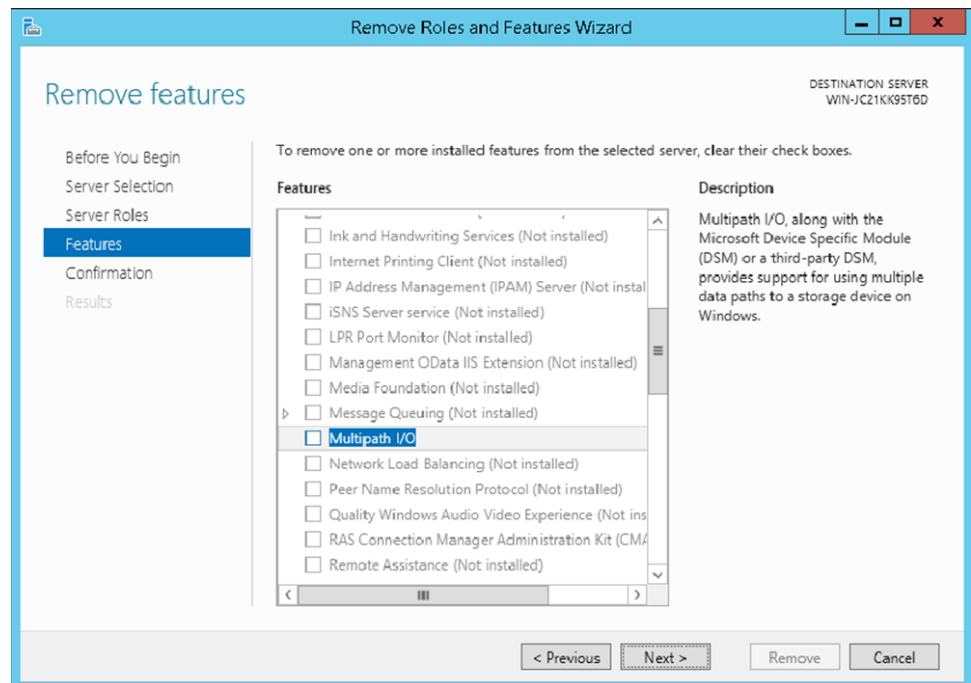 Remove Roles and Features Wizard
Remove features
DESTINATION SERVER
WIN-JC21KK95T6D
Before You Begin
Server Selection
Server Roles
Features
Confirmation
Results
To remove one or more installed features from the selected server, clear their check boxes.
Features
Ink and Handwriting Services (Not installed)
Internet Printing Client (Not installed)
IP Address Management (IPAM) Server (Not instal
iSNS Server service (Not installed)
LPR Port Monitor (Not installed)
Management OData IIS Extension (Not installed)
Media Foundation (Not installed)
Message Queuing (Not installed)
Multipath I/O
Network Load Balancing (Not installed)
Peer Name Resolution Protocol (Not installed)
Quality Windows Audio Video Experience (Not ins
RAS Connection Manager Administration Kit (CMA
Remote Assistance (Not installed)
Description
Multipath I/O, along with the
Microsoft Device Specific Module
(DSM) or a third-party DSM,
provides support for using multiple
data paths to a storage device on
Windows.
< Previous
Next >
Remove
Cancel